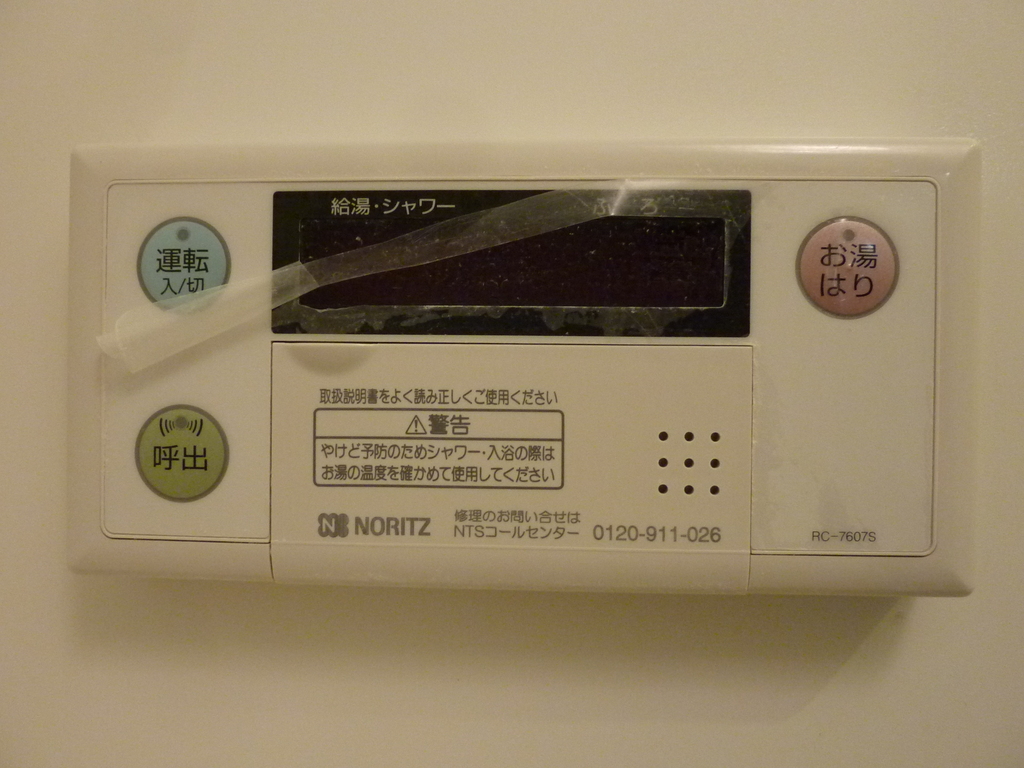 給湯・シャワー
ふろ
運転
入/切
お湯
はり
呼出
取扱説明書をよく読み正しくご使用ください
⚠警告
やけど予防のためシャワー・入浴の際は
お湯の温度を確かめて使用してください
NORITZ
修理のお問い合せは
NTSコールセンター 0120-911-026
RC-7607S